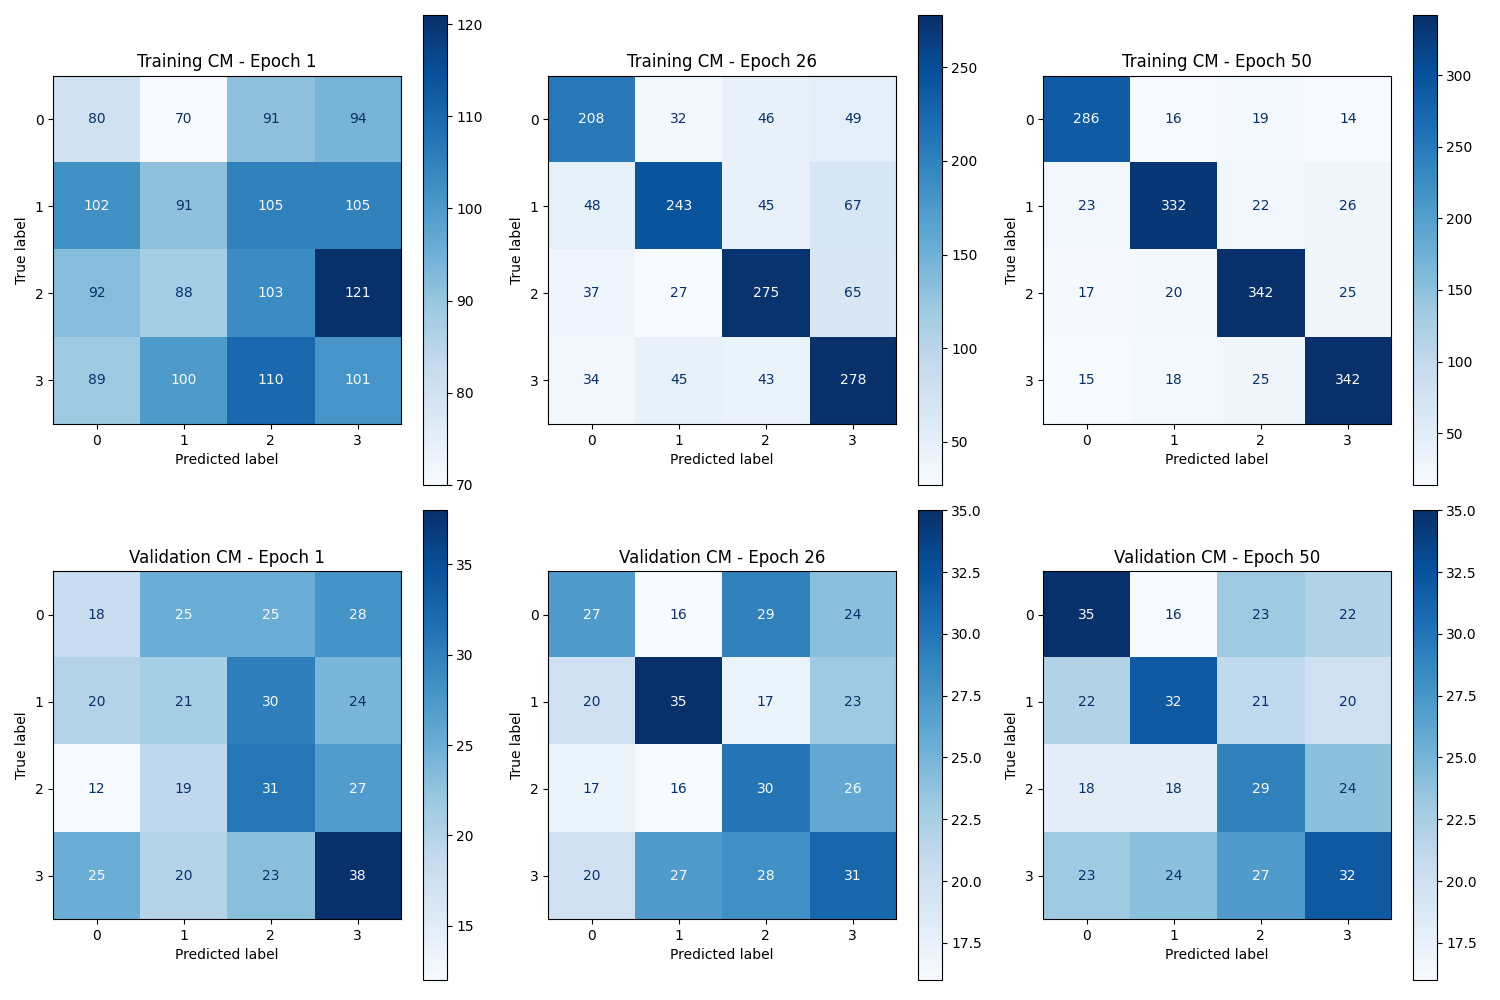 Training CM - Epoch 1
120
110
100
90
80
70
0 80 70 91 94
1 102 91 105 105
2 92 88 103 121
3 89 100 110 101
0 1 2 3
True label
Predicted label
Training CM - Epoch 26
250
200
150
100
50
0 208 32 46 49
1 48 243 45 67
2 37 27 275 65
3 34 45 43 278
0 1 2 3
True label
Predicted label
Training CM - Epoch 50
300
250
200
150
100
50
0 286 16 19 14
1 23 332 22 26
2 17 20 342 25
3 15 18 25 342
0 1 2 3
True label
Predicted label
Validation CM - Epoch 1
35
30
25
20
15
0 18 25 25 28
1 20 21 30 24
2 12 19 31 27
3 25 20 23 38
0 1 2 3
True label
Predicted label
Validation CM - Epoch 26
35.0
32.5
30.0
27.5
25.0
22.5
20.0
17.5
0 27 16 29 24
1 20 35 17 23
2 17 16 30 26
3 20 27 28 31
0 1 2 3
True label
Predicted label
Validation CM - Epoch 50
35.0
32.5
30.0
27.5
25.0
22.5
20.0
17.5
0 35 16 23 22
1 22 32 21 20
2 18 18 29 24
3 23 24 27 32
0 1 2 3
True label
Predicted label